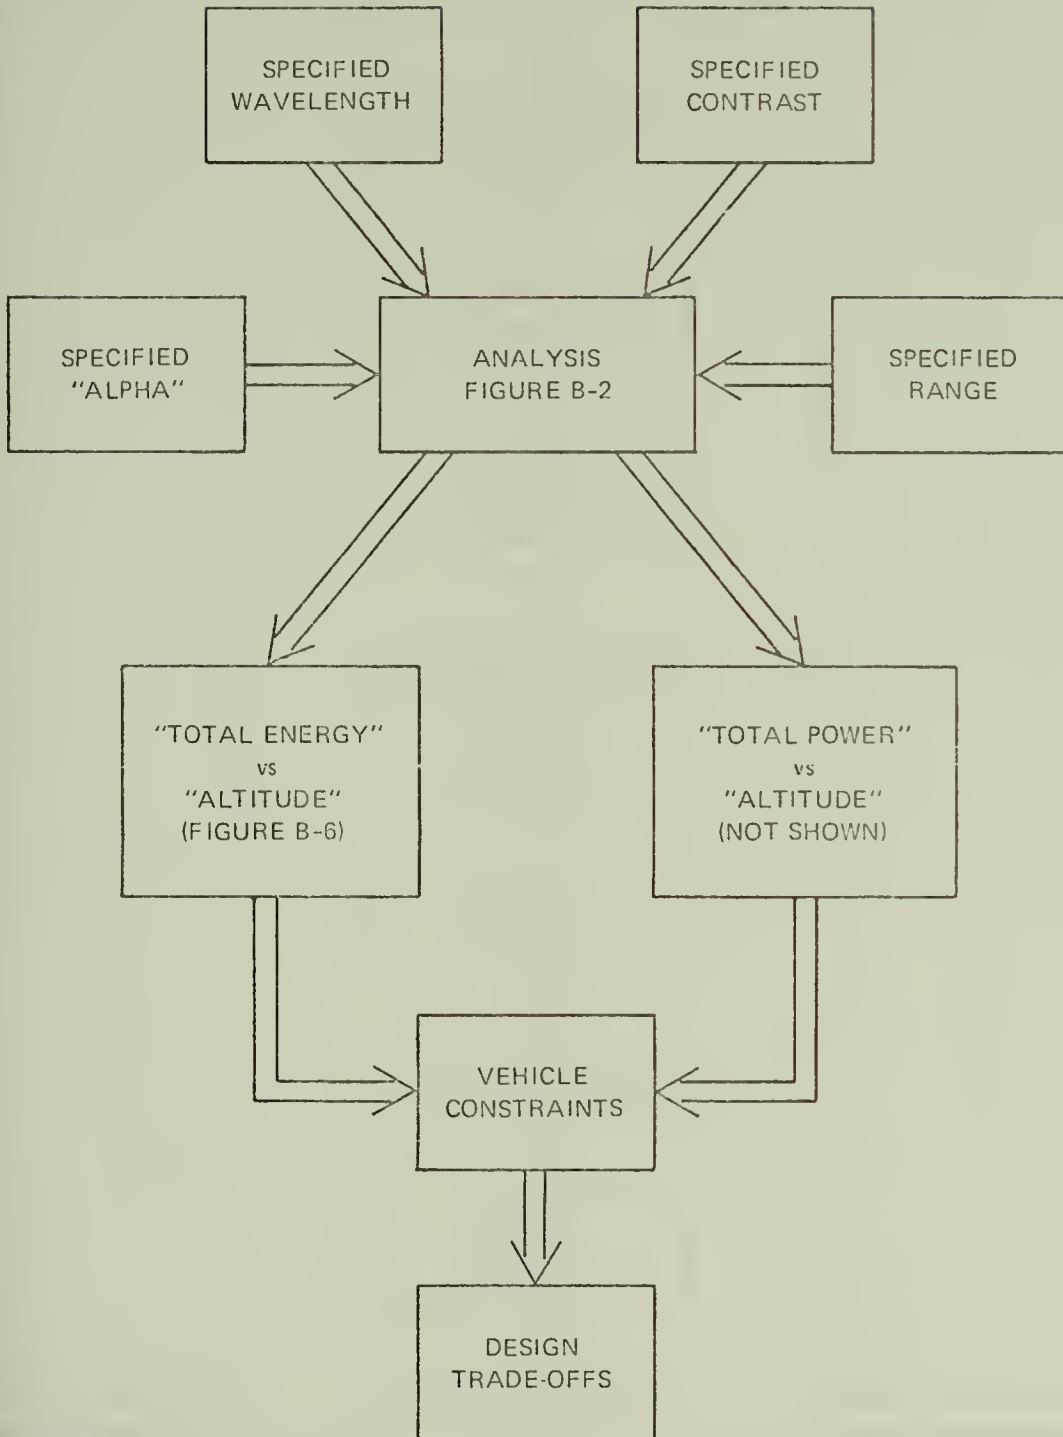 SPECIFIED
WAVELENGTH
SPECIFIED
CONTRAST
SPECIFIED
"ALPHA"
ANALYSIS
FIGURE B-2
SPECIFIED
RANGE
"TOTAL ENERGY"
vs
"ALTITUDE"
(FIGURE B-6)
"TOTAL POWER"
vs
"ALTITUDE"
(NOT SHOWN)
VEHICLE
CONSTRAINTS
DESIGN
TRADE-OFFS